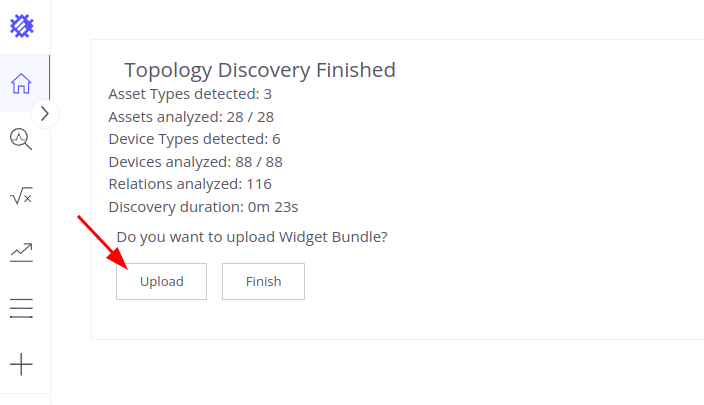 Topology Discovery Finished
Asset Types detected: 3
Assets analyzed: 28 / 28
Device Types detected: 6
Devices analyzed: 88 / 88
Relations analyzed: 116
Discovery duration: 0m 23s
Do you want to upload Widget Bundle?
Upload Finish